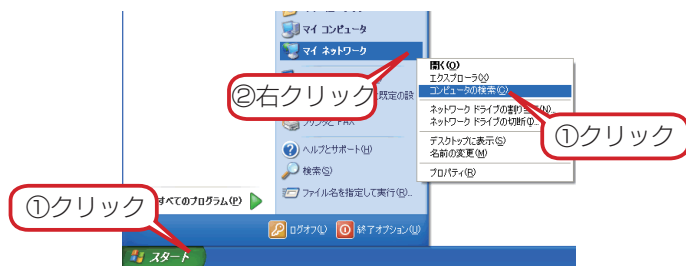 マイ コンピュータ
マイ ネットワーク
開く(O)
エクスプローラ(X)
コンピュータの検索(C)
②右クリック
既定の設
ネットワーク ドライブの割り
ネットワーク ドライブの切断(
①クリック
プリンタと FAX
デスクトップに表示(S)
名前の変更(M)
ヘルプとサポート(H)
プロパティ(R)
検索(S)
①クリック
すべてのプログラム(P)
ファイル名を指定して実行(R)...
ログオフ(L)
終了オプション(U)
スタート